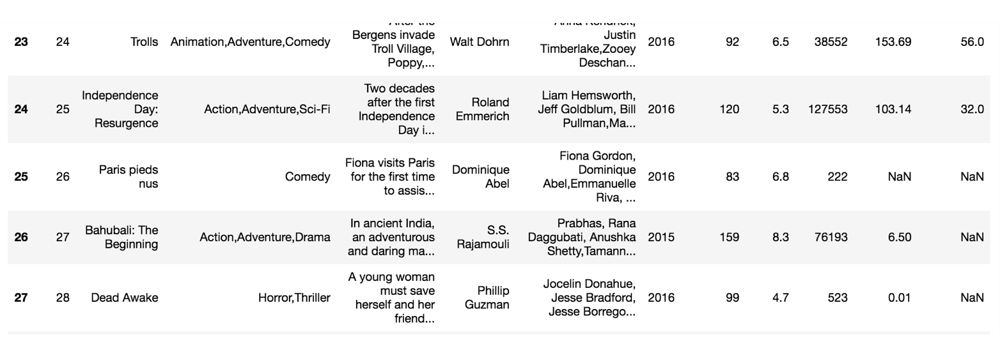 23 24 Trolls Animation,Adventure,Comedy Bergens invade Troll Village, Poppy,... Walt Dohrn Justin Timberlake,Zooey Deschan... 2016 92 6.5 38552 153.69 56.0
24 25 Independence Day: Resurgence Action,Adventure,Sci-Fi Two decades after the first Independence Day i... Roland Emmerich Liam Hemsworth, Jeff Goldblum, Bill Pullman,Ma... 2016 120 5.3 127553 103.14 32.0
25 26 Paris pieds nus Comedy Fiona visits Paris for the first time to assis... Dominique Abel Fiona Gordon, Dominique Abel,Emmanuelle Riva, ... 2016 83 6.8 222 NaN NaN
26 27 Bahubali: The Beginning Action,Adventure,Drama In ancient India, an adventurous and daring ma... S.S. Rajamouli Prabhas, Rana Daggubati, Anushka Shetty,Tamann... 2015 159 8.3 76193 6.50 NaN
27 28 Dead Awake Horror,Thriller A young woman must save herself and her friend... Phillip Guzman Jocelin Donahue, Jesse Bradford, Jesse Borrego... 2016 99 4.7 523 0.01 NaN